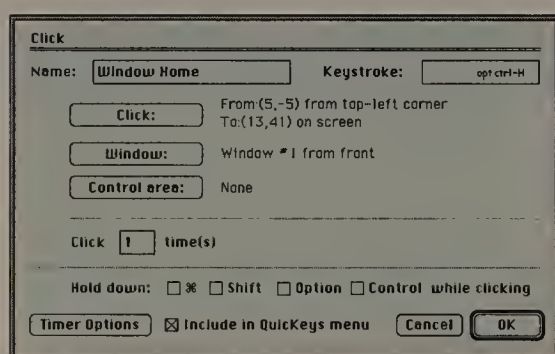 Click
Name: Window Home Keystroke: opt ctrl-H
Click: From:(5,-5) from top-left corner
To:(13,41) on screen
Window: Window #1 from front
Control area: None
Click 1 time(s)
Hold down: ⌘ Shift Option Control while clicking
Timer Options Include in QuicKeys menu Cancel OK